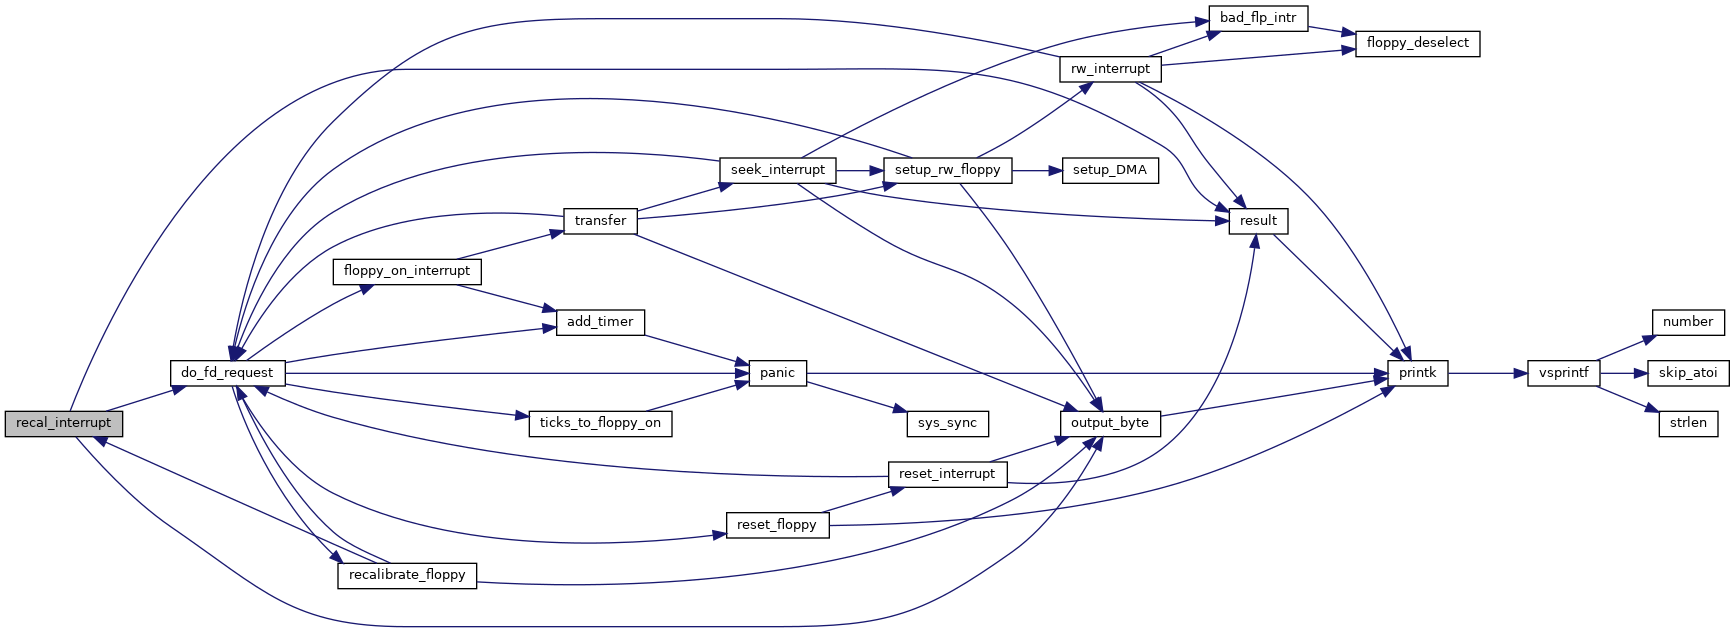 recal_interrupt
do_fd_request
floppy_on_interrupt
recalibrate_floppy
transfer
add_timer
ticks_to_floppy_on
seek_interrupt
panic
reset_floppy
setup_rw_floppy
sys_sync
reset_interrupt
rw_interrupt
setup_DMA
output_byte
bad_flp_intr
result
floppy_deselect
printk
vsprintf
number
skip_atoi
strlen